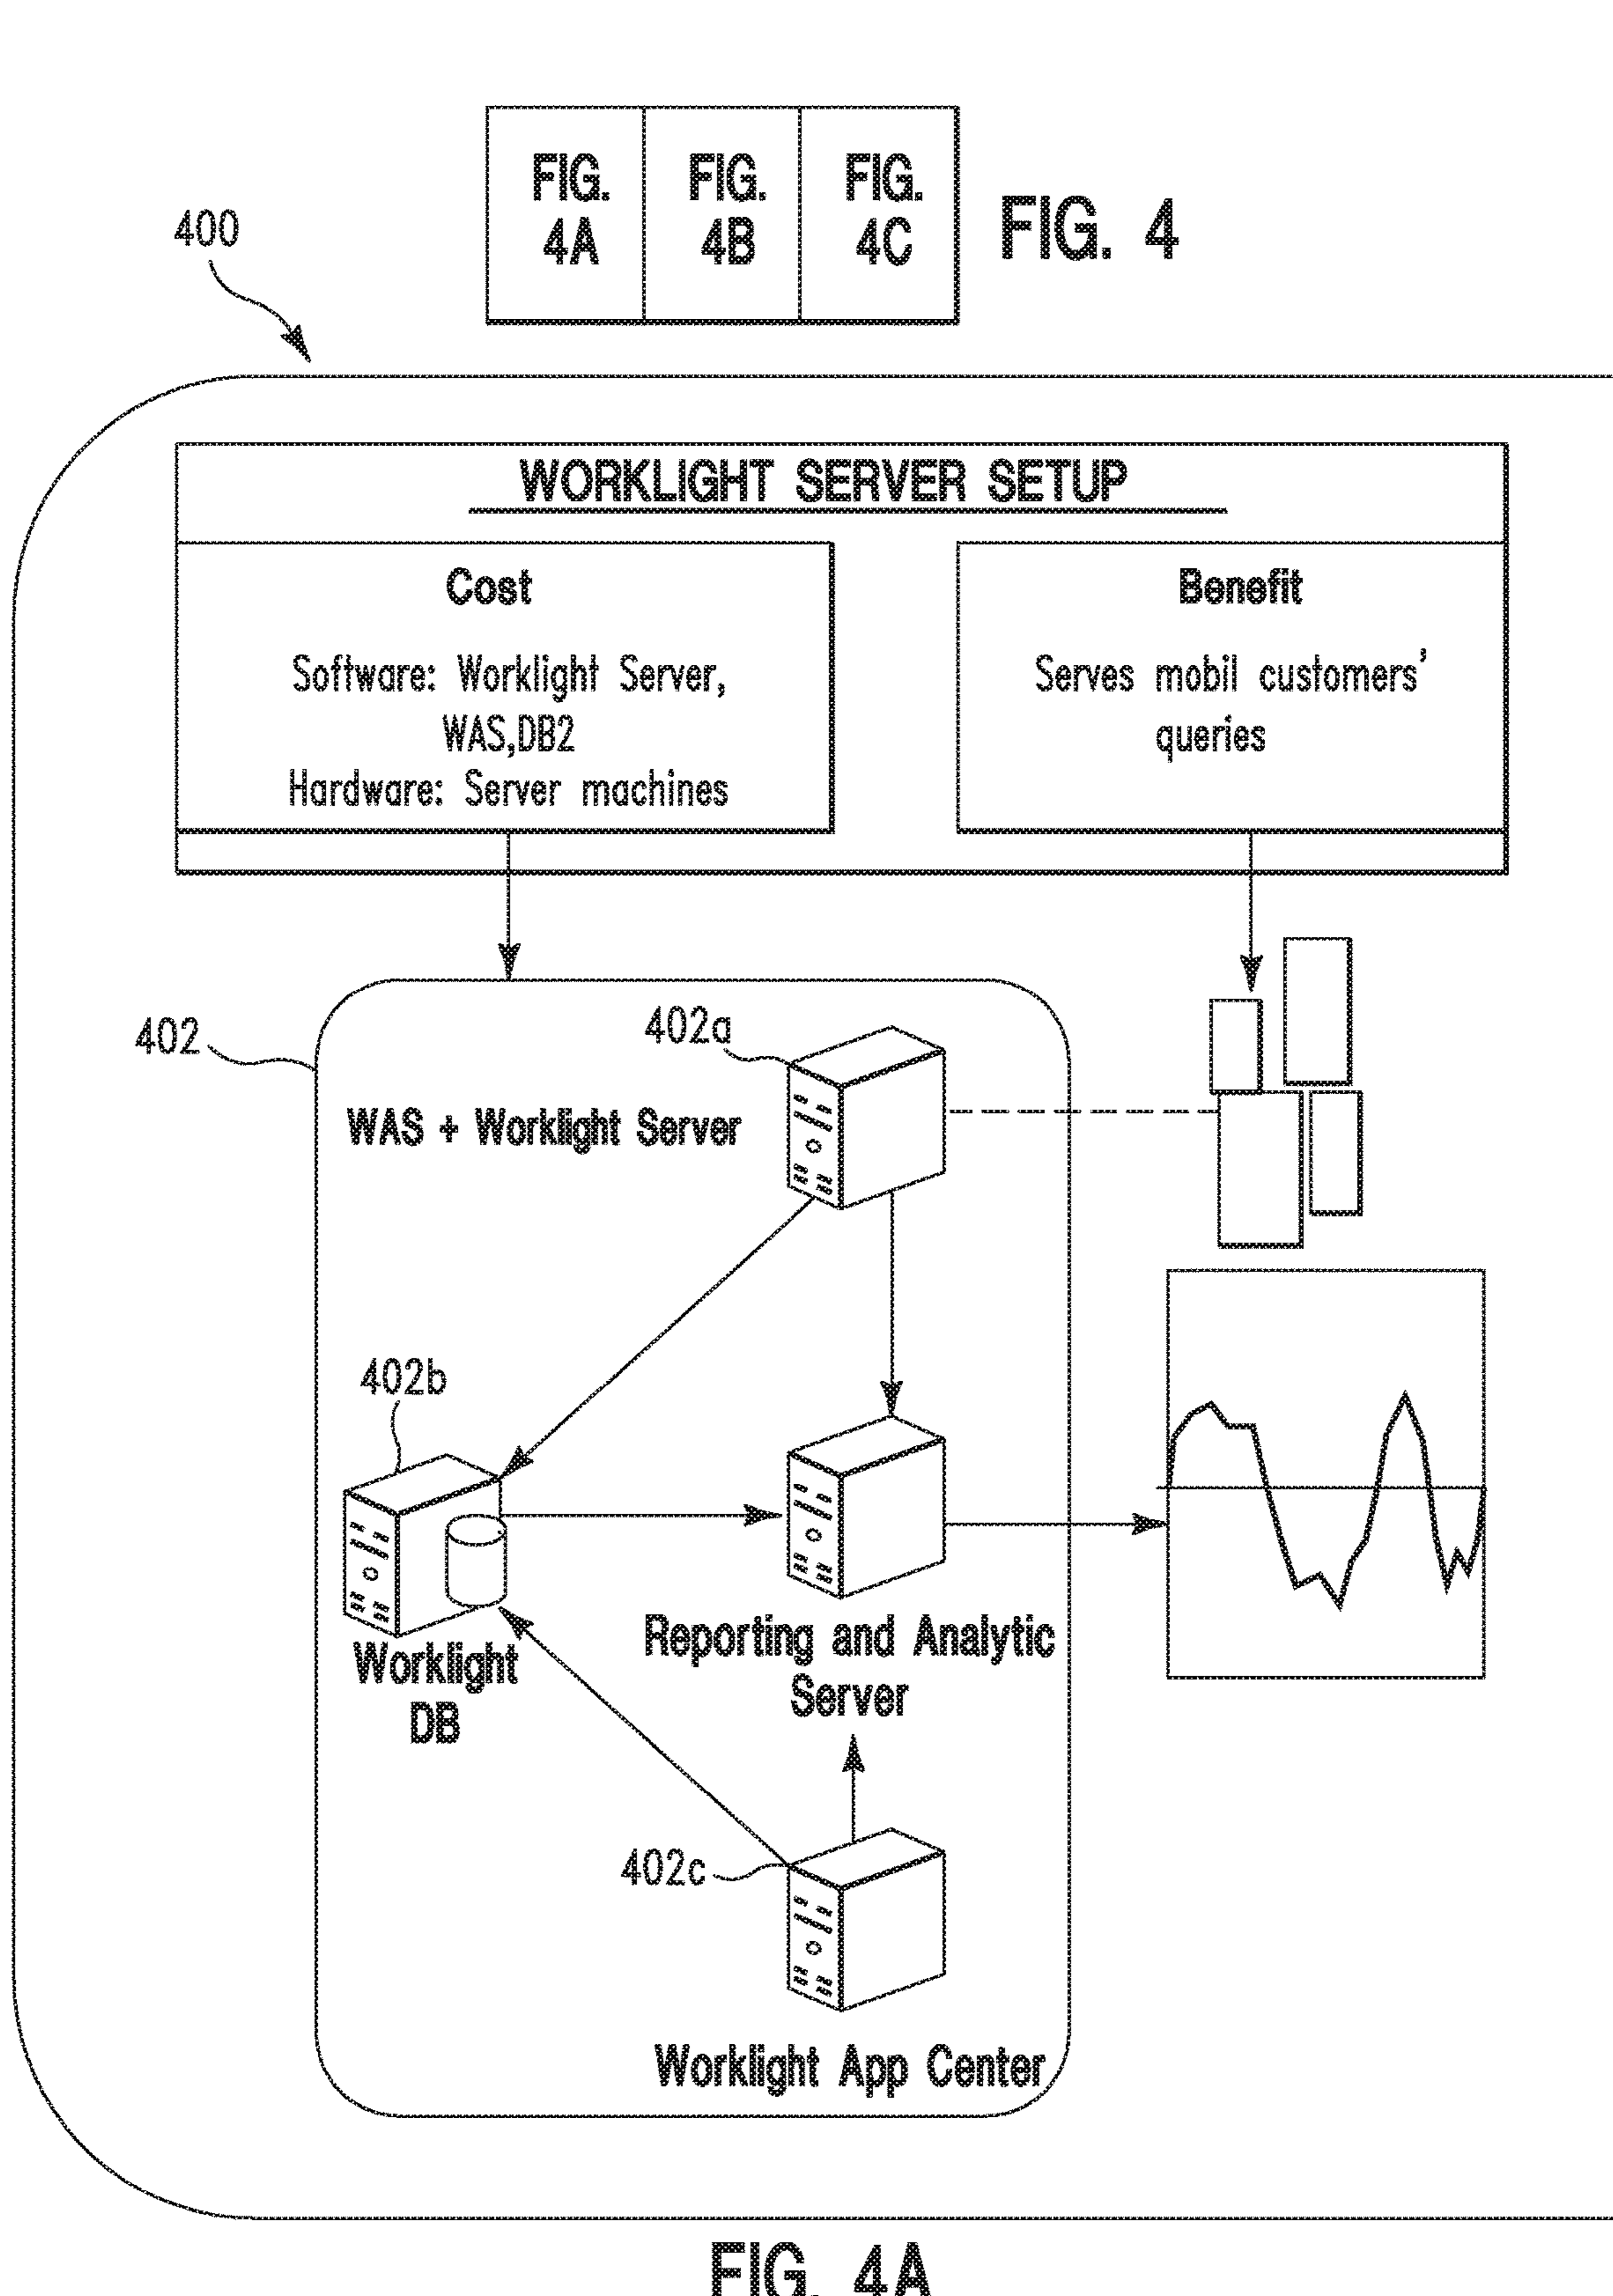 FIG. 4A
FIG. 4B
FIG. 4C
FIG. 4
400
WORKLIGHT SERVER SETUP
Cost
Software: Worklight Server,
WAS,DB2
Hardware: Server machines
Benefit
Serves mobil customers'
queries
402
402a
WAS + Worklight Server
402b
Worklight
DB
Reporting and Analytic
Server
402c
Worklight App Center
FIG. 4A